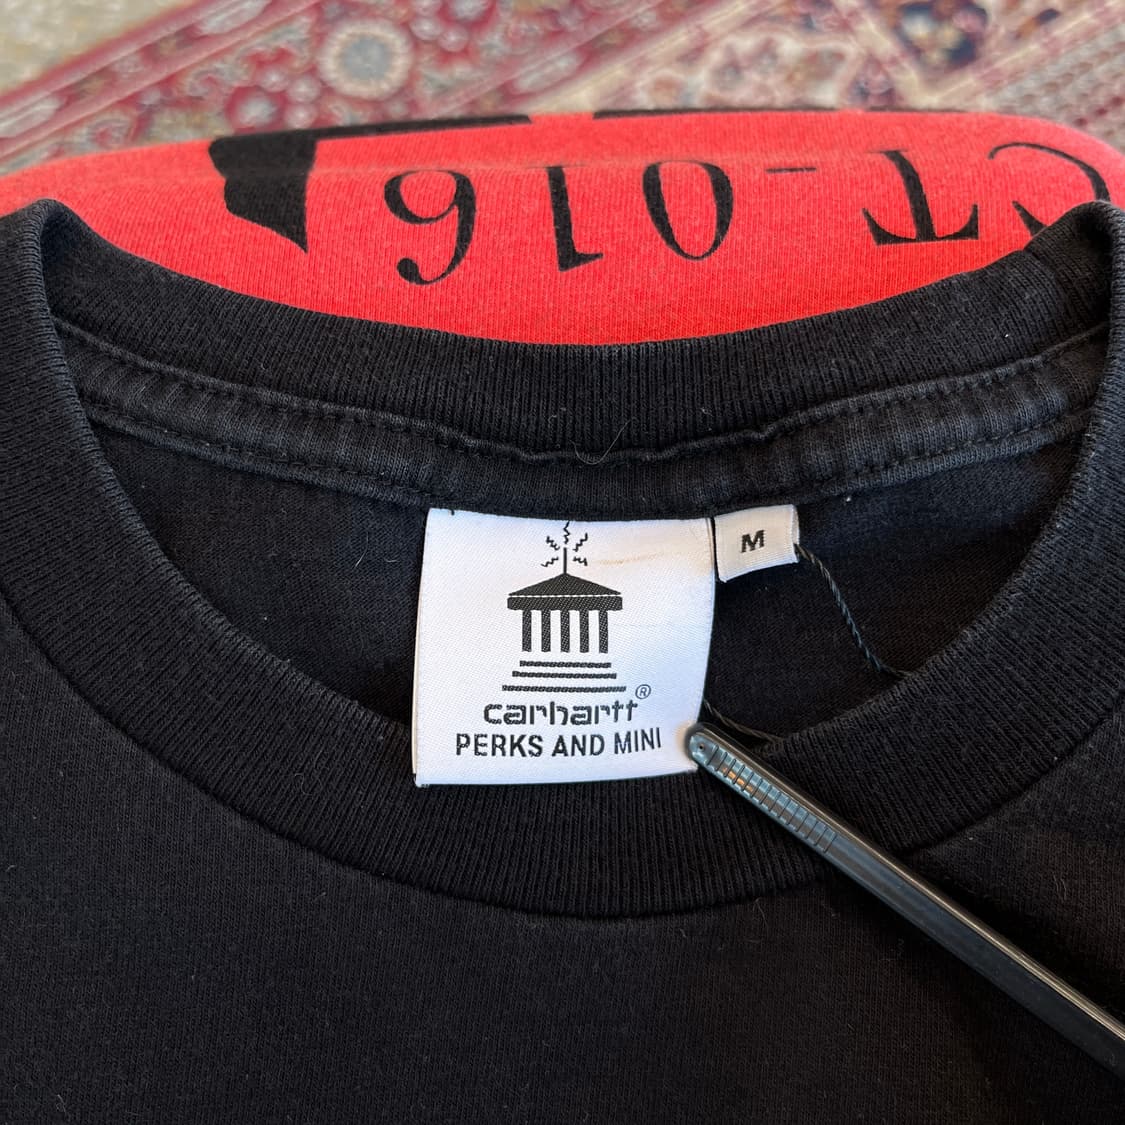 CT-016
M
®
carhartt
PERKS AND MINI